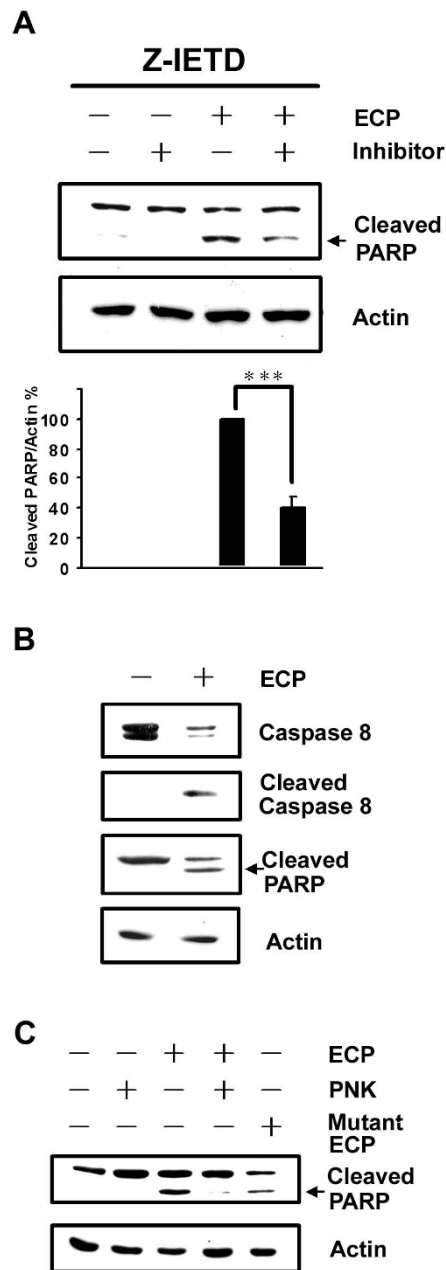 A
Z-IETD
− − + + ECP
− + − + Inhibitor
Cleaved
PARP
Actin
***
Cleaved PARP/Actin %
100
80
60
40
20
0
B
− + ECP
Caspase 8
Cleaved
Caspase 8
Cleaved
PARP
Actin
C
− − + + − ECP
− + − + − PNK
− − − − + Mutant
ECP
Cleaved
PARP
Actin